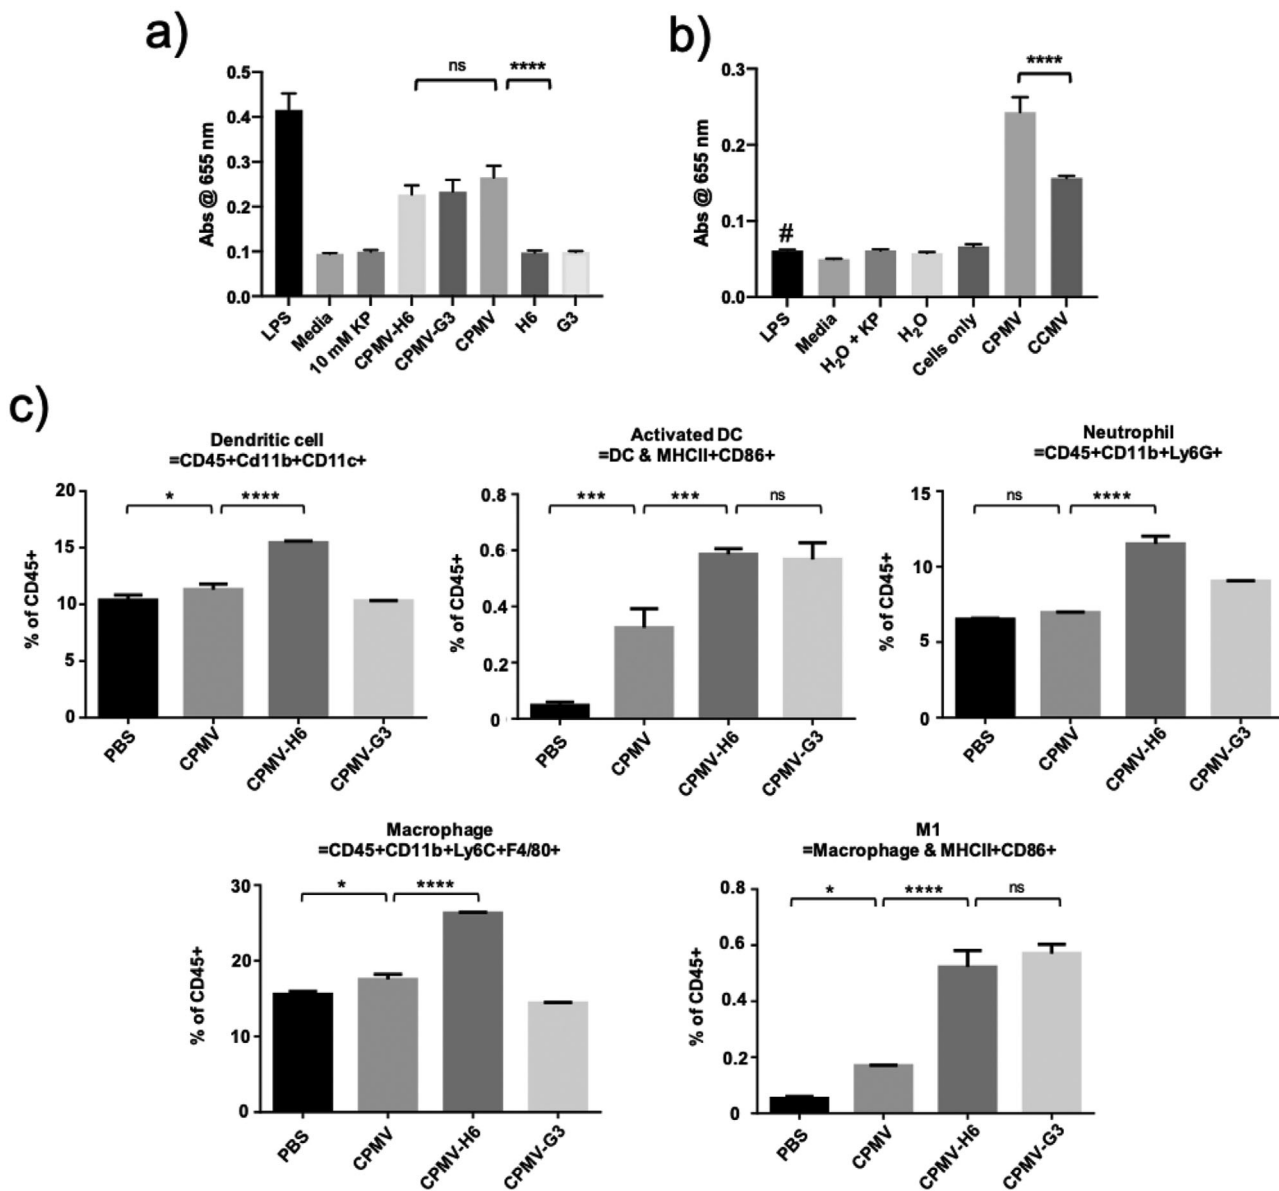 a)
ns
****
0.5
0.4
0.3
0.2
0.1
0.0
Abs @ 655 nm
LPS
Media
10 mM KP
CPMV-H6
CPMV-G3
CPMV
H6
G3
b)
****
0.3
0.2
0.1
0.0
Abs @ 655 nm
#
LPS
Media
H2O + KP
H2O
Cells only
CPMV
CCMV
c)
Dendritic cell
=CD45+Cd11b+CD11c+
* ****
20
15
10
5
0
% of CD45+
PBS
CPMV
CPMV-H6
CPMV-G3
Activated DC
=DC & MHCII+CD86+
*** *** ns
0.8
0.6
0.4
0.2
0
% of CD45+
PBS
CPMV
CPMV-H6
CPMV-G3
Neutrophil
=CD45+CD11b+Ly6G+
ns ****
15
10
5
0
% of CD45+
PBS
CPMV
CPMV-H6
CPMV-G3
Macrophage
=CD45+CD11b+Ly6C+F4/80+
* ****
30
20
10
0
% of CD45+
PBS
CPMV
CPMV-H6
CPMV-G3
M1
=Macrophage & MHCII+CD86+
* **** ns
0.8
0.6
0.4
0.2
0
% of CD45+
PBS
CPMV
CPMV-H6
CPMV-G3